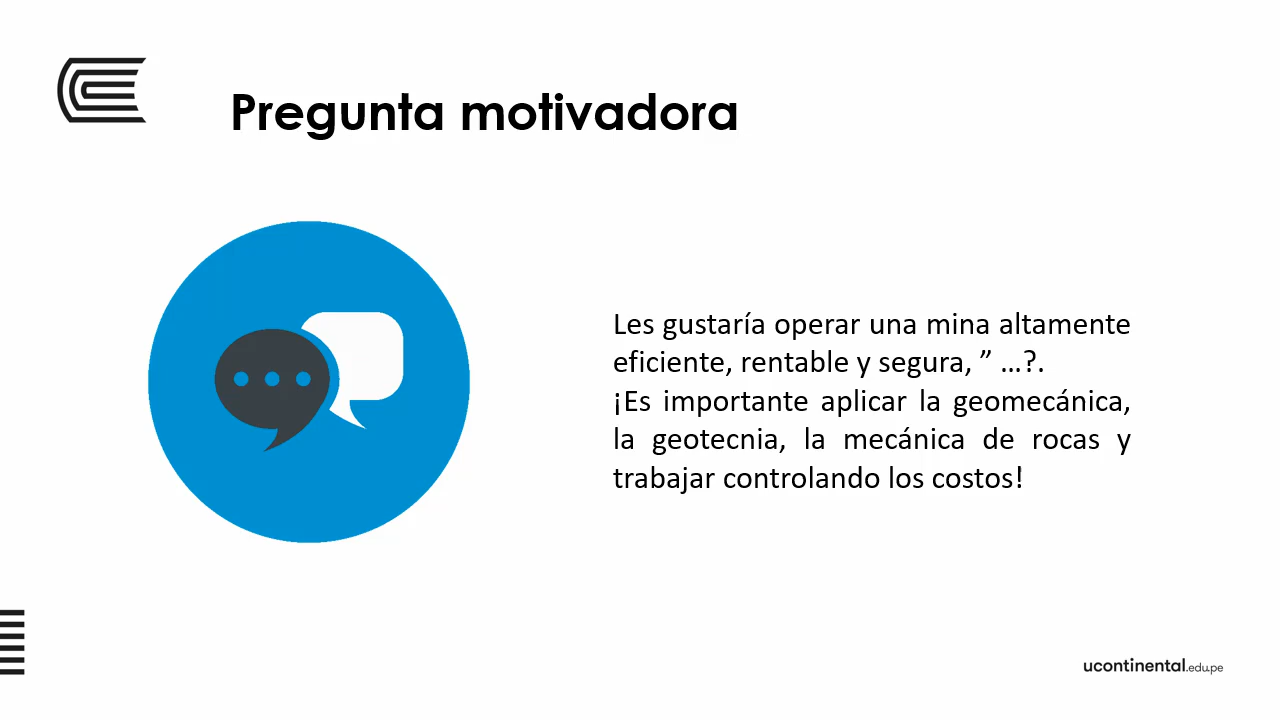 Pregunta motivadora
Les gustaría operar una mina altamente
eficiente, rentable y segura, ” ...?.
¡Es importante aplicar la geomecánica,
la geotecnia, la mecánica de rocas y
trabajar controlando los costos!
ucontinental.edu.pe